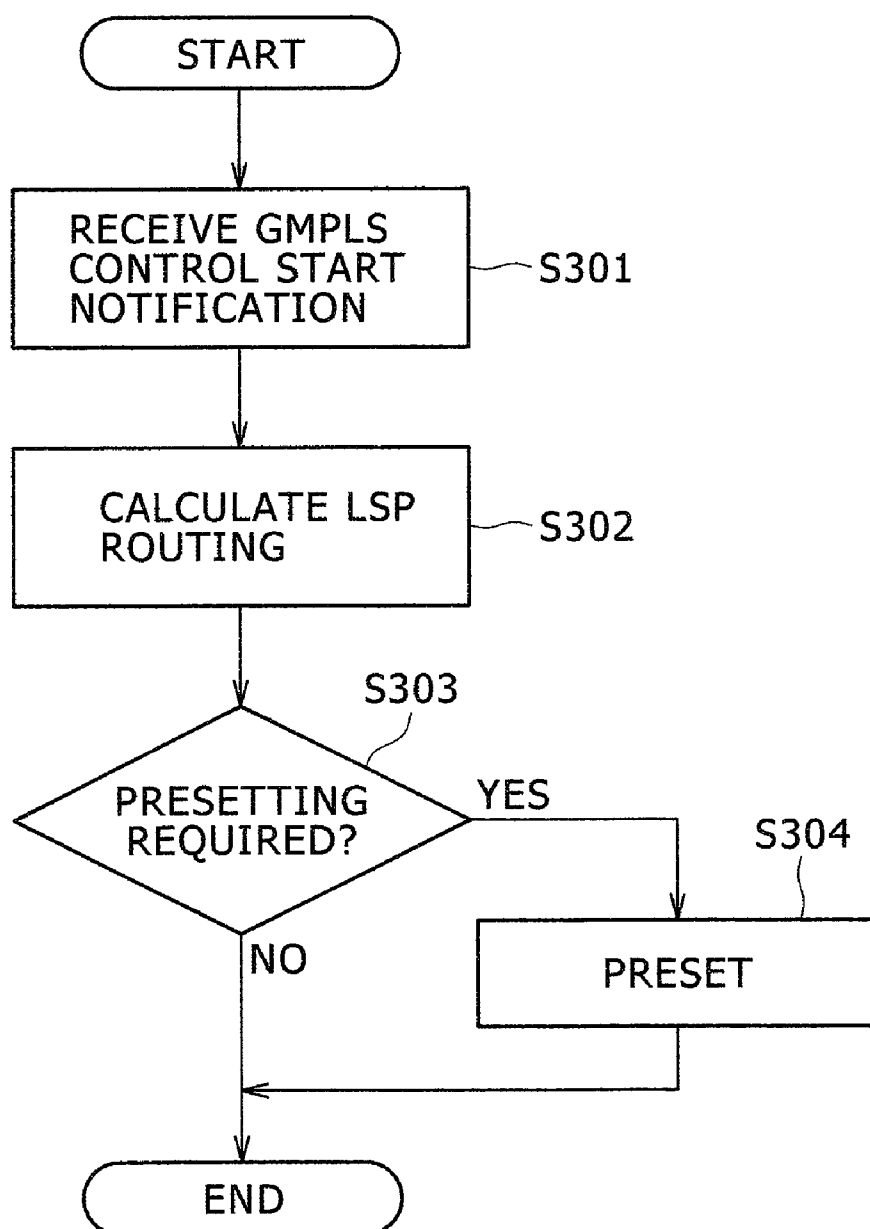 START
RECEIVE GMPLS
CONTROL START
NOTIFICATION
S301
CALCULATE LSP
ROUTING
S302
S303
PRESETTING
REQUIRED?
YES
S304
NO
PRESET
END